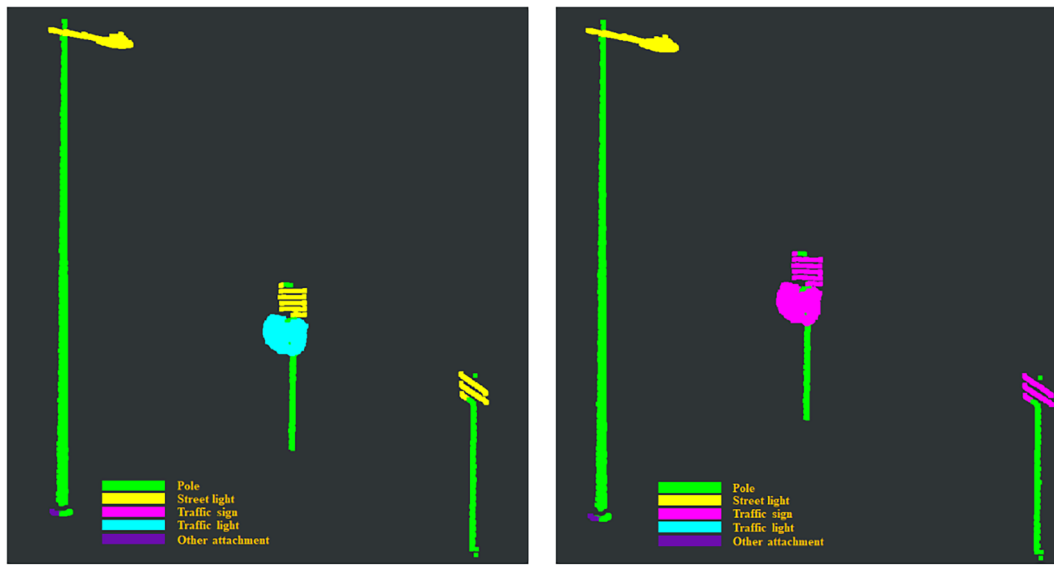 Pole
Street light
Traffic sign
Traffic light
Other attachment
Pole
Street light
Traffic sign
Traffic light
Other attachment